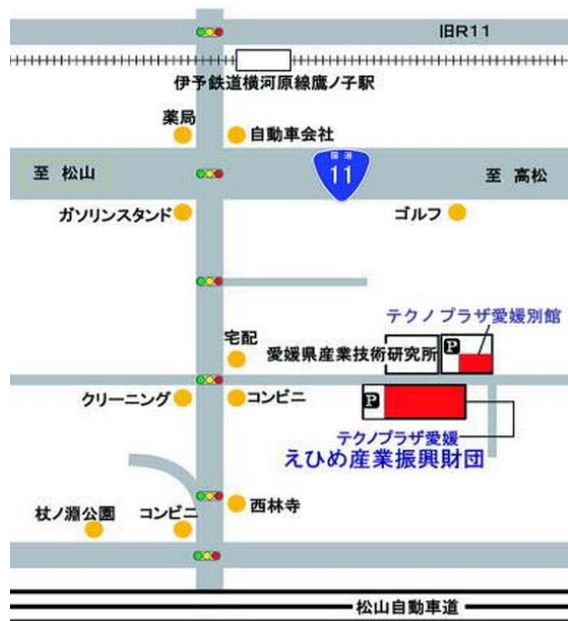 旧R11
伊予鉄道横河原線鷹ノ子駅
薬局
自動車会社
至 松山
国道
11
至 高松
ガソリンスタンド
ゴルフ
テクノプラザ愛媛別館
宅配
愛媛県産業技術研究所
P
クリーニング
コンビニ
P
テクノプラザ愛媛
えひめ産業振興財団
杖ノ淵公園
コンビニ
西林寺
松山自動車道